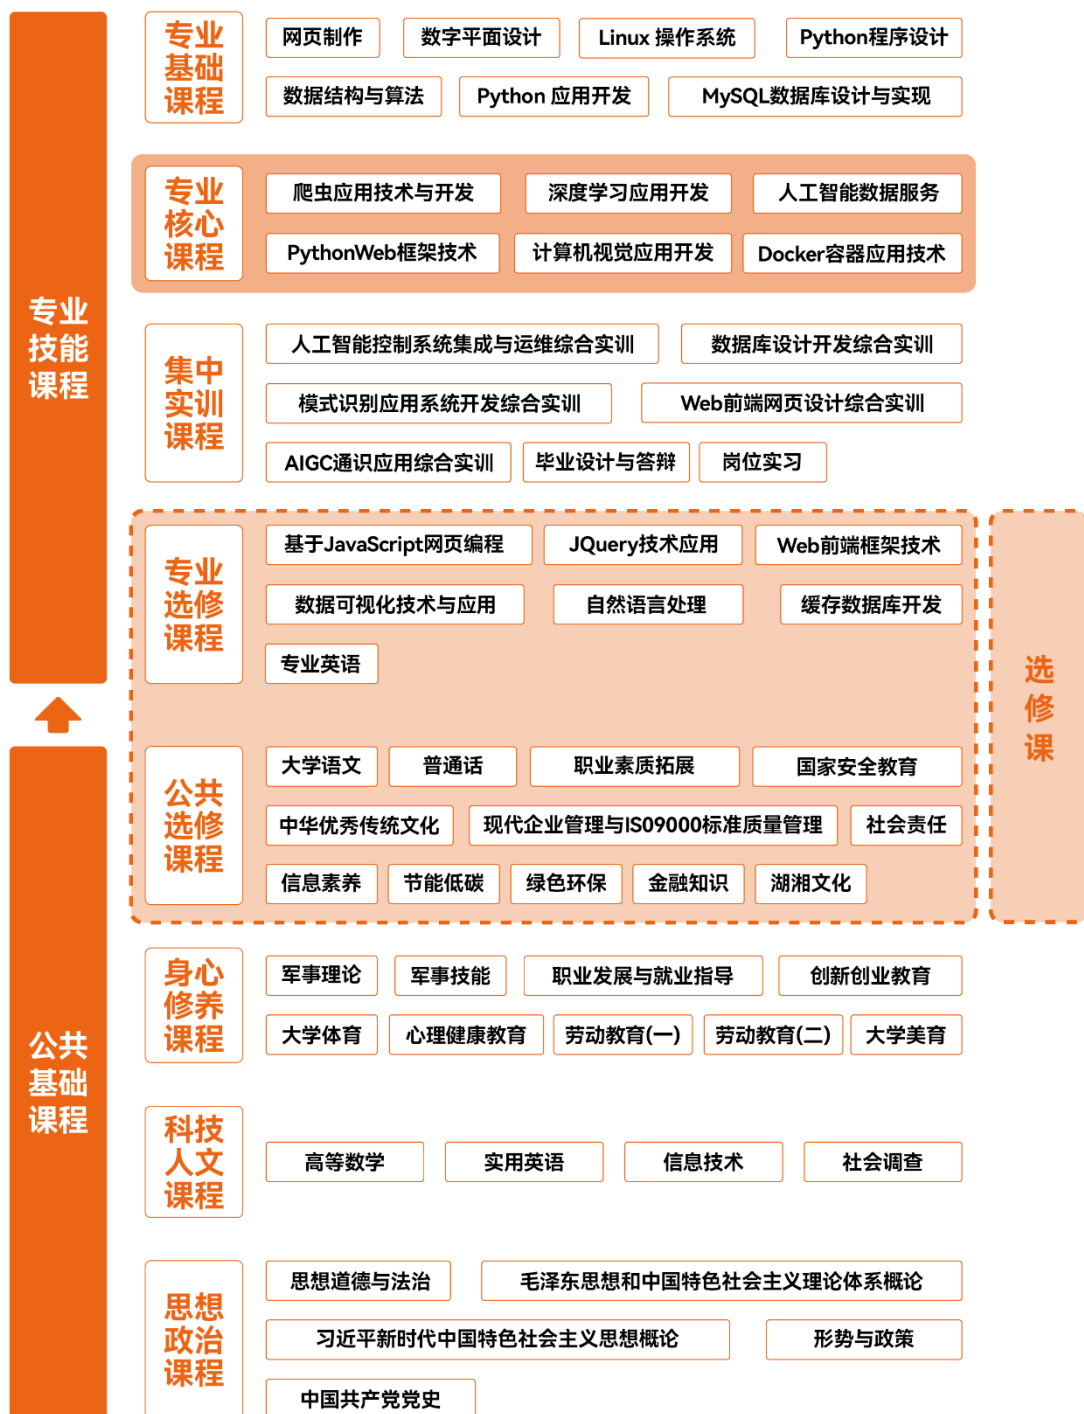 专业技能课程
专业基础课程
网页制作
数字平面设计
Linux 操作系统
Python程序设计
数据结构与算法
Python 应用开发
MySQL数据库设计与实现
专业核心课程
爬虫应用技术与开发
深度学习应用开发
人工智能数据服务
PythonWeb框架技术
计算机视觉应用开发
Docker容器应用技术
集中实训课程
人工智能控制系统集成与运维综合实训
数据库设计开发综合实训
模式识别应用系统开发综合实训
Web前端网页设计综合实训
AIGC通识应用综合实训
毕业设计与答辩
岗位实习
专业选修课程
基于JavaScript网页编程
JQuery技术应用
Web前端框架技术
数据可视化技术与应用
自然语言处理
缓存数据库开发
专业英语
选修课
公共基础课程
公共选修课程
大学语文
普通话
职业素质拓展
国家安全教育
中华优秀传统文化
现代企业管理与IS09000标准质量管理
社会责任
信息素养
节能低碳
绿色环保
金融知识
湖湘文化
身心修养课程
军事理论
军事技能
职业发展与就业指导
创新创业教育
大学体育
心理健康教育
劳动教育(一)
劳动教育(二)
大学美育
科技人文课程
高等数学
实用英语
信息技术
社会调查
思想政治课程
思想道德与法治
毛泽东思想和中国特色社会主义理论体系概论
习近平新时代中国特色社会主义思想概论
形势与政策
中国共产党党史